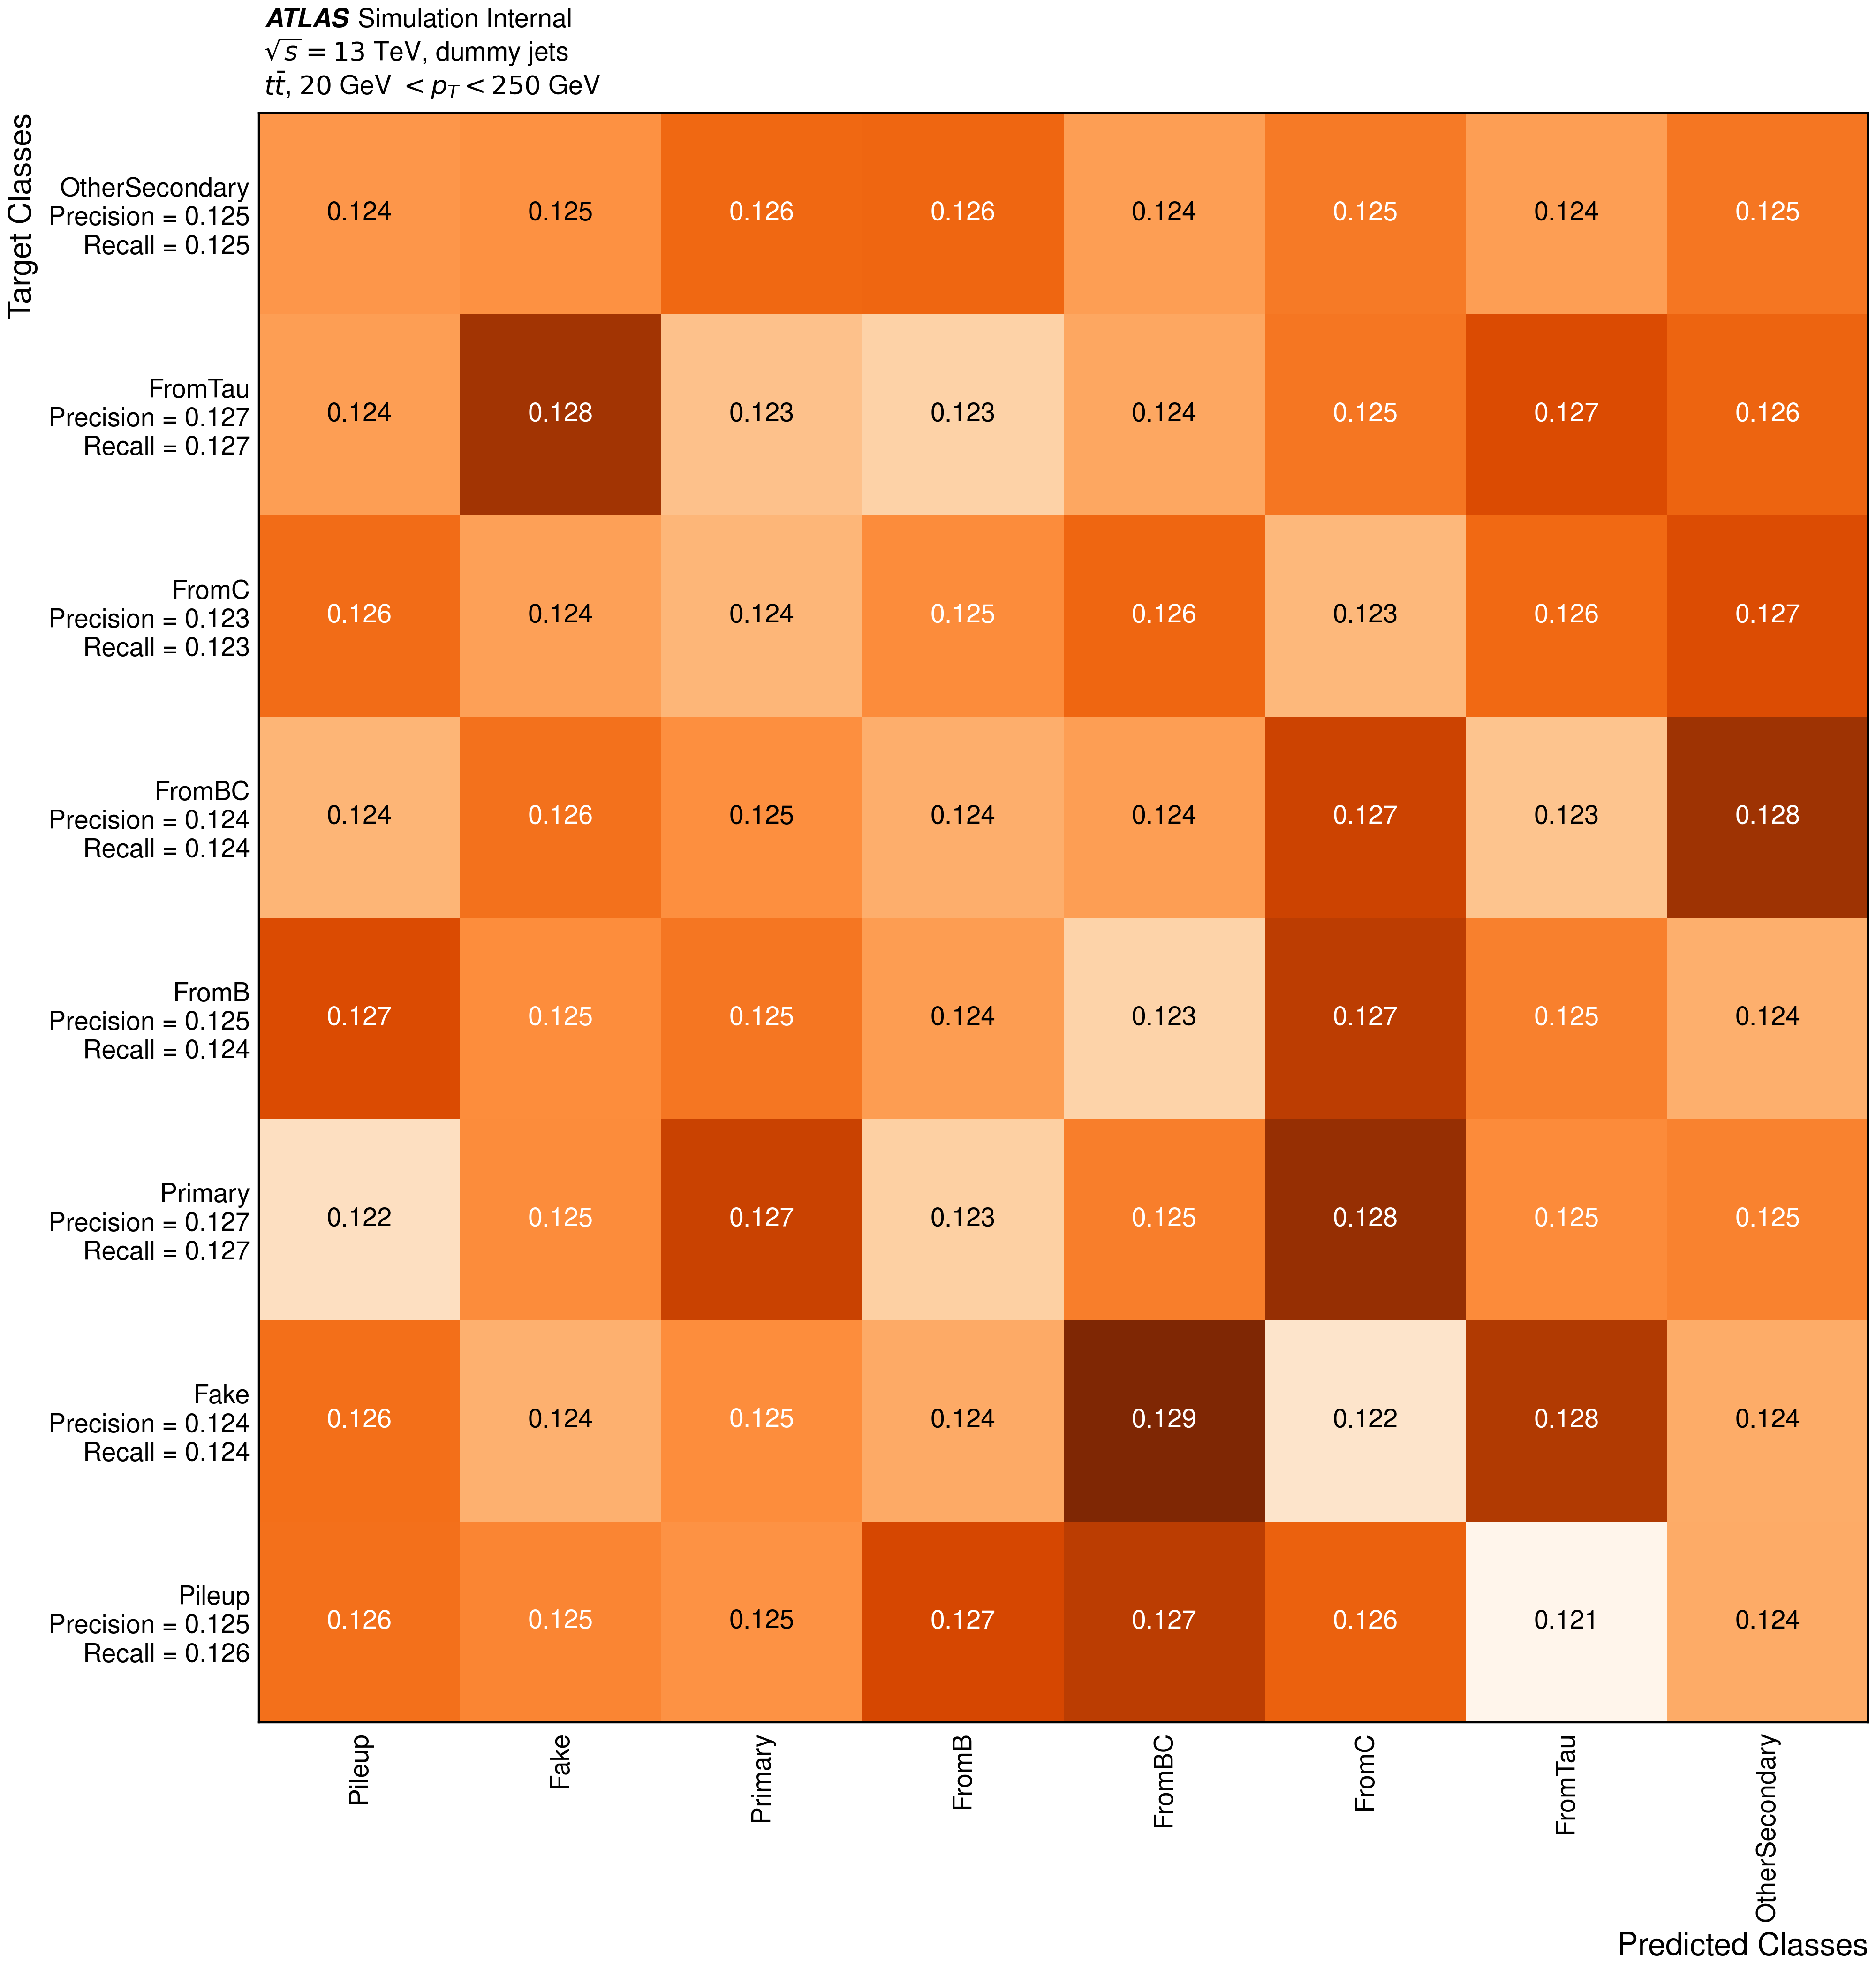 ATLAS Simulation Internal
√s = 13 TeV, dummy jets
tt̄, 20 GeV < p_T < 250 GeV
Target Classes
OtherSecondary
Precision = 0.125
Recall = 0.125
0.124 0.125 0.126 0.126 0.124 0.125 0.124 0.125
FromTau
Precision = 0.127
Recall = 0.127
0.124 0.128 0.123 0.123 0.124 0.125 0.127 0.126
FromC
Precision = 0.123
Recall = 0.123
0.126 0.124 0.124 0.125 0.126 0.123 0.126 0.127
FromBC
Precision = 0.124
Recall = 0.124
0.124 0.126 0.125 0.124 0.124 0.127 0.123 0.128
FromB
Precision = 0.125
Recall = 0.124
0.127 0.125 0.125 0.124 0.123 0.127 0.125 0.124
Primary
Precision = 0.127
Recall = 0.127
0.122 0.125 0.127 0.123 0.125 0.128 0.125 0.125
Fake
Precision = 0.124
Recall = 0.124
0.126 0.124 0.125 0.124 0.129 0.122 0.128 0.124
Pileup
Precision = 0.125
Recall = 0.126
0.126 0.125 0.125 0.127 0.127 0.126 0.121 0.124
Pileup
Fake
Primary
FromB
FromBC
FromC
FromTau
OtherSecondary
Predicted Classes